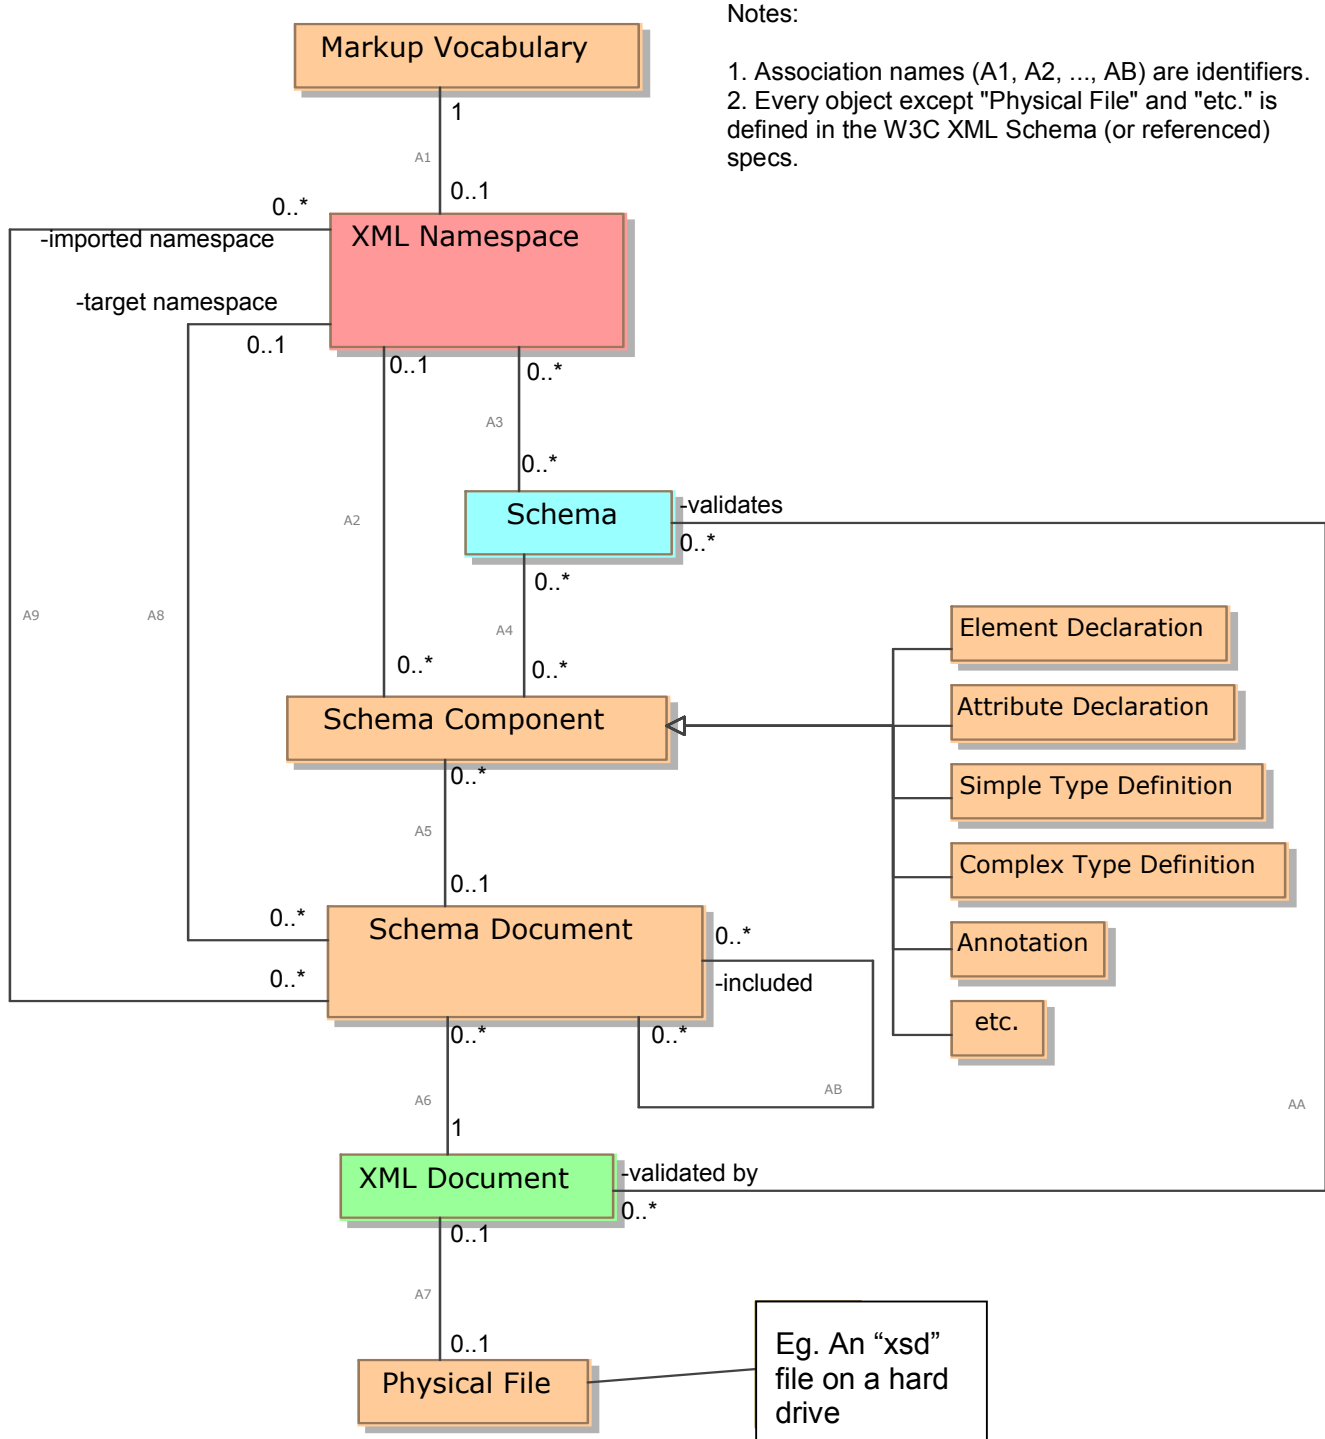 Notes:
1. Association names (A1, A2, ..., AB) are identifiers.
2. Every object except "Physical File" and "etc." is
defined in the W3C XML Schema (or referenced)
specs.
Markup Vocabulary
1
A1
0..1
0..*
-imported namespace
XML Namespace
-target namespace
0..1
0..1
0..*
A3
0..*
Schema
-validates
0..*
A2
0..*
A9
A8
A4
0..*
0..*
Element Declaration
Schema Component
Attribute Declaration
0..*
Simple Type Definition
A5
Complex Type Definition
0..1
0..*
Schema Document
0..*
Annotation
0..*
-included
etc.
0..*
0..*
A6
AB
AA
1
XML Document
-validated by
0..*
0..1
A7
0..1
Physical File
Eg. An “xsd”
file on a hard
drive